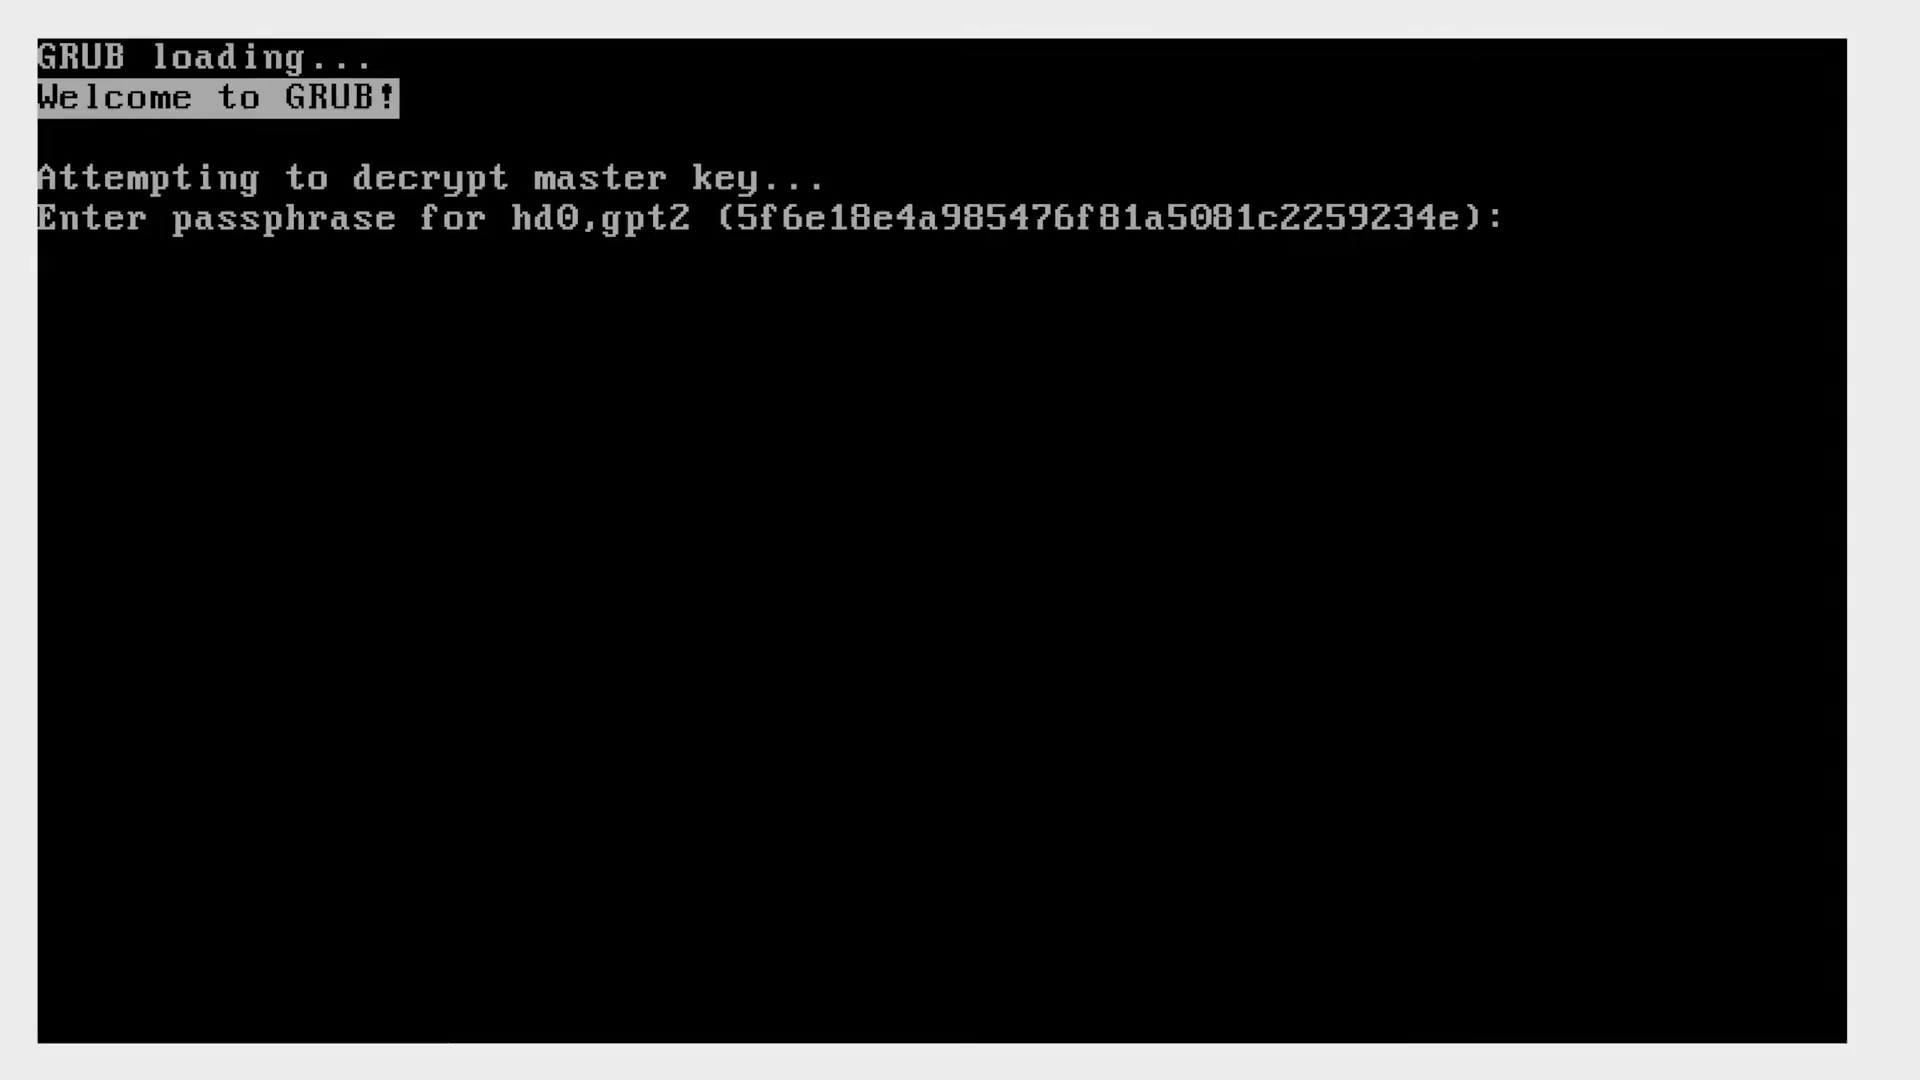 GRUB loading...
Welcome to GRUB!
Attempting to decrypt master key...
Enter passphrase for hd0,gpt2 (5f6e18e4a985476f81a5081c2259234e):